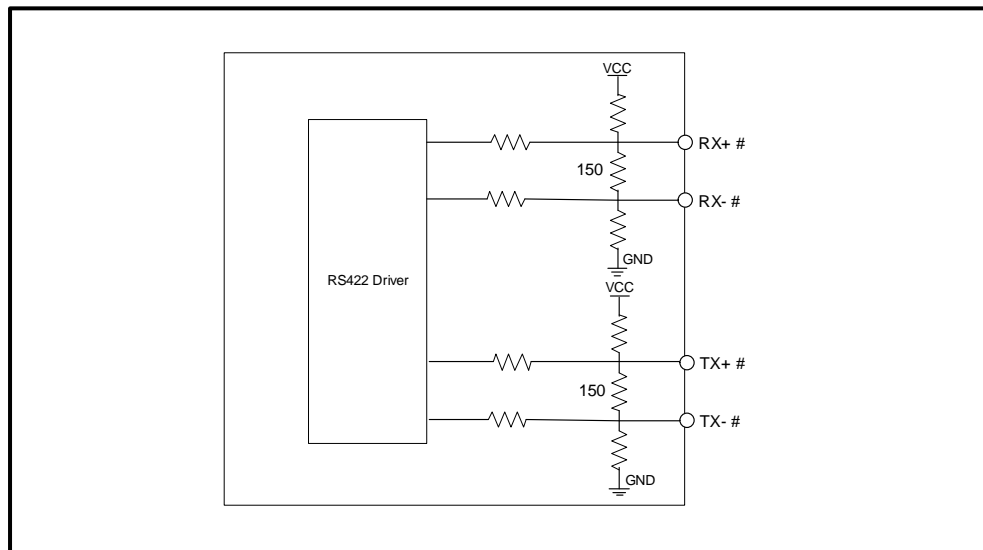 VCC
RX+ #
150
RX- #
GND
RS422 Driver
VCC
TX+ #
150
TX- #
GND